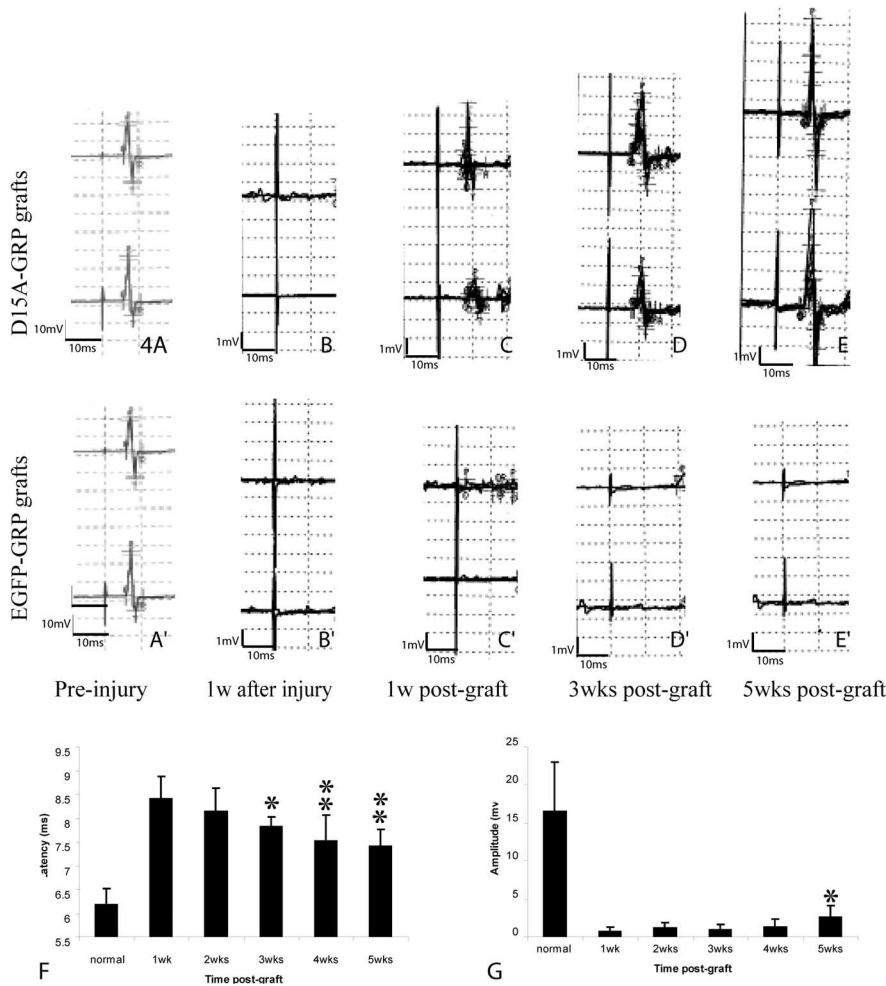 D15A-GRP grafts
10mV
10ms
4A
1mV
10ms
B
1mV
10ms
C
1mV
10ms
D
1mV
10ms
E
EGFP-GRP grafts
10mV
10ms
A'
1mV
10ms
B'
1mV
10ms
C'
1mV
10ms
D'
1mV
10ms
E'
Pre-injury
1w after injury
1w post-graft
3wks post-graft
5wks post-graft
9.5
9
8.5
8
7.5
7
6.5
6
5.5
Latency (ms)
*
**
**
normal
1wk
2wks
3wks
4wks
5wks
Time post-graft
F
25
20
15
10
5
0
Amplitude (mv
*
normal
1wk
2wks
3wks
4wks
5wks
Time post-graft
G